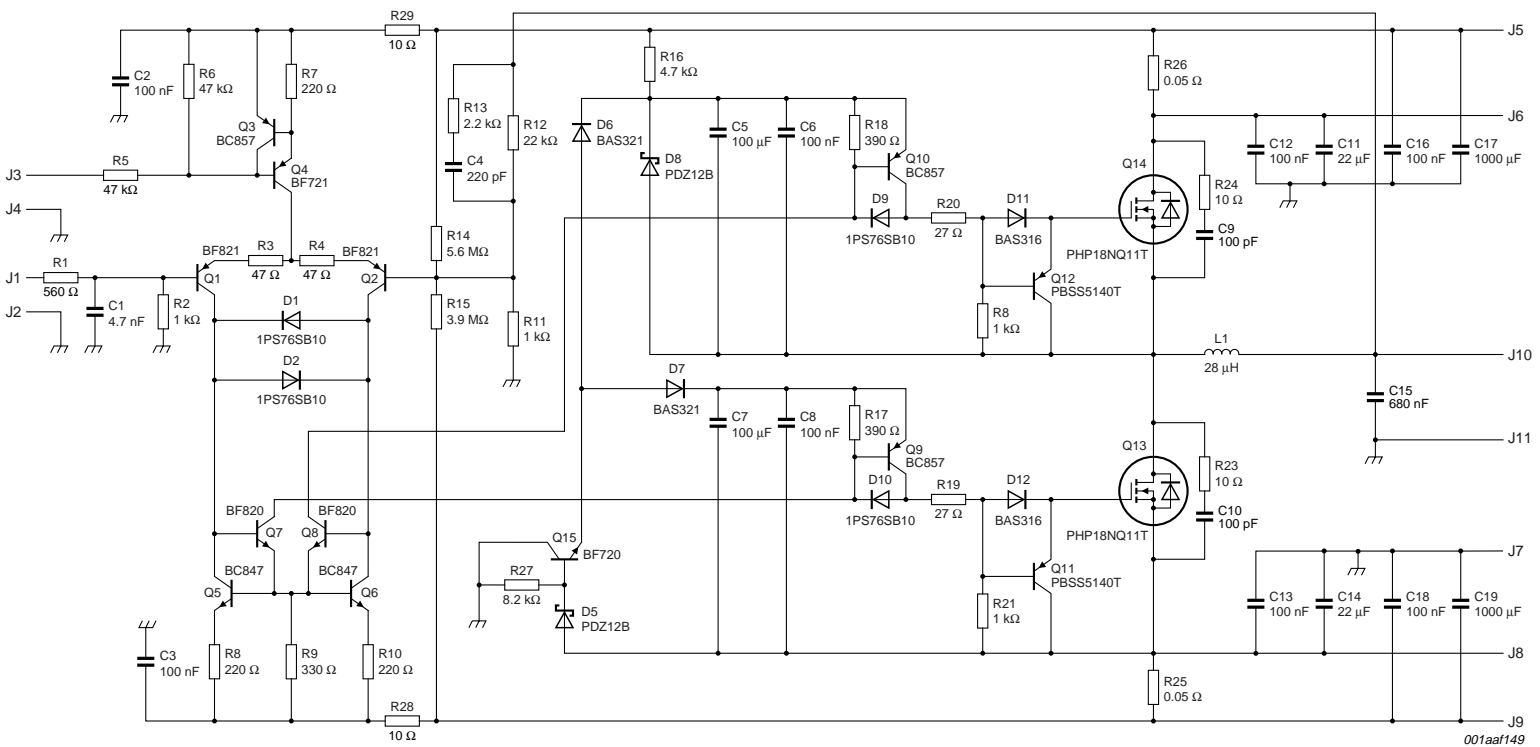 R29
10 Ω
J5
C2
100 nF
R6
47 kΩ
R7
220 Ω
Q3
BC857
Q4
BF721
R5
47 kΩ
J3
J4
R13
2.2 kΩ
R12
22 kΩ
C4
220 pF
R16
4.7 kΩ
D6
BAS321
D8
PDZ12B
C5
100 μF
C6
100 nF
R18
390 Ω
Q10
BC857
D9
1PS76SB10
R20
27 Ω
D11
BAS316
Q12
PBSS5140T
R8
1 kΩ
R26
0.05 Ω
J6
C12
100 nF
C11
22 μF
C16
100 nF
C17
1000 μF
Q14
PHP18NQ11T
R24
10 Ω
C9
100 pF
J1
R1
560 Ω
J2
C1
4.7 nF
R2
1 kΩ
BF821
Q1
R3
47 Ω
R4
47 Ω
BF821
Q2
R14
5.6 MΩ
R15
3.9 MΩ
R11
1 kΩ
D1
1PS76SB10
D2
1PS76SB10
L1
28 μH
J10
C15
680 nF
J11
D7
BAS321
C7
100 μF
C8
100 nF
R17
390 Ω
Q9
BC857
D10
1PS76SB10
R19
27 Ω
D12
BAS316
Q11
PBSS5140T
R21
1 kΩ
Q13
PHP18NQ11T
R23
10 Ω
C10
100 pF
BF820
Q7
BF820
Q8
BC847
Q5
BC847
Q6
Q15
BF720
R27
8.2 kΩ
D5
PDZ12B
J7
C13
100 nF
C14
22 μF
C18
100 nF
C19
1000 μF
J8
C3
100 nF
R8
220 Ω
R9
330 Ω
R10
220 Ω
R28
10 Ω
R25
0.05 Ω
J9
001aaf149